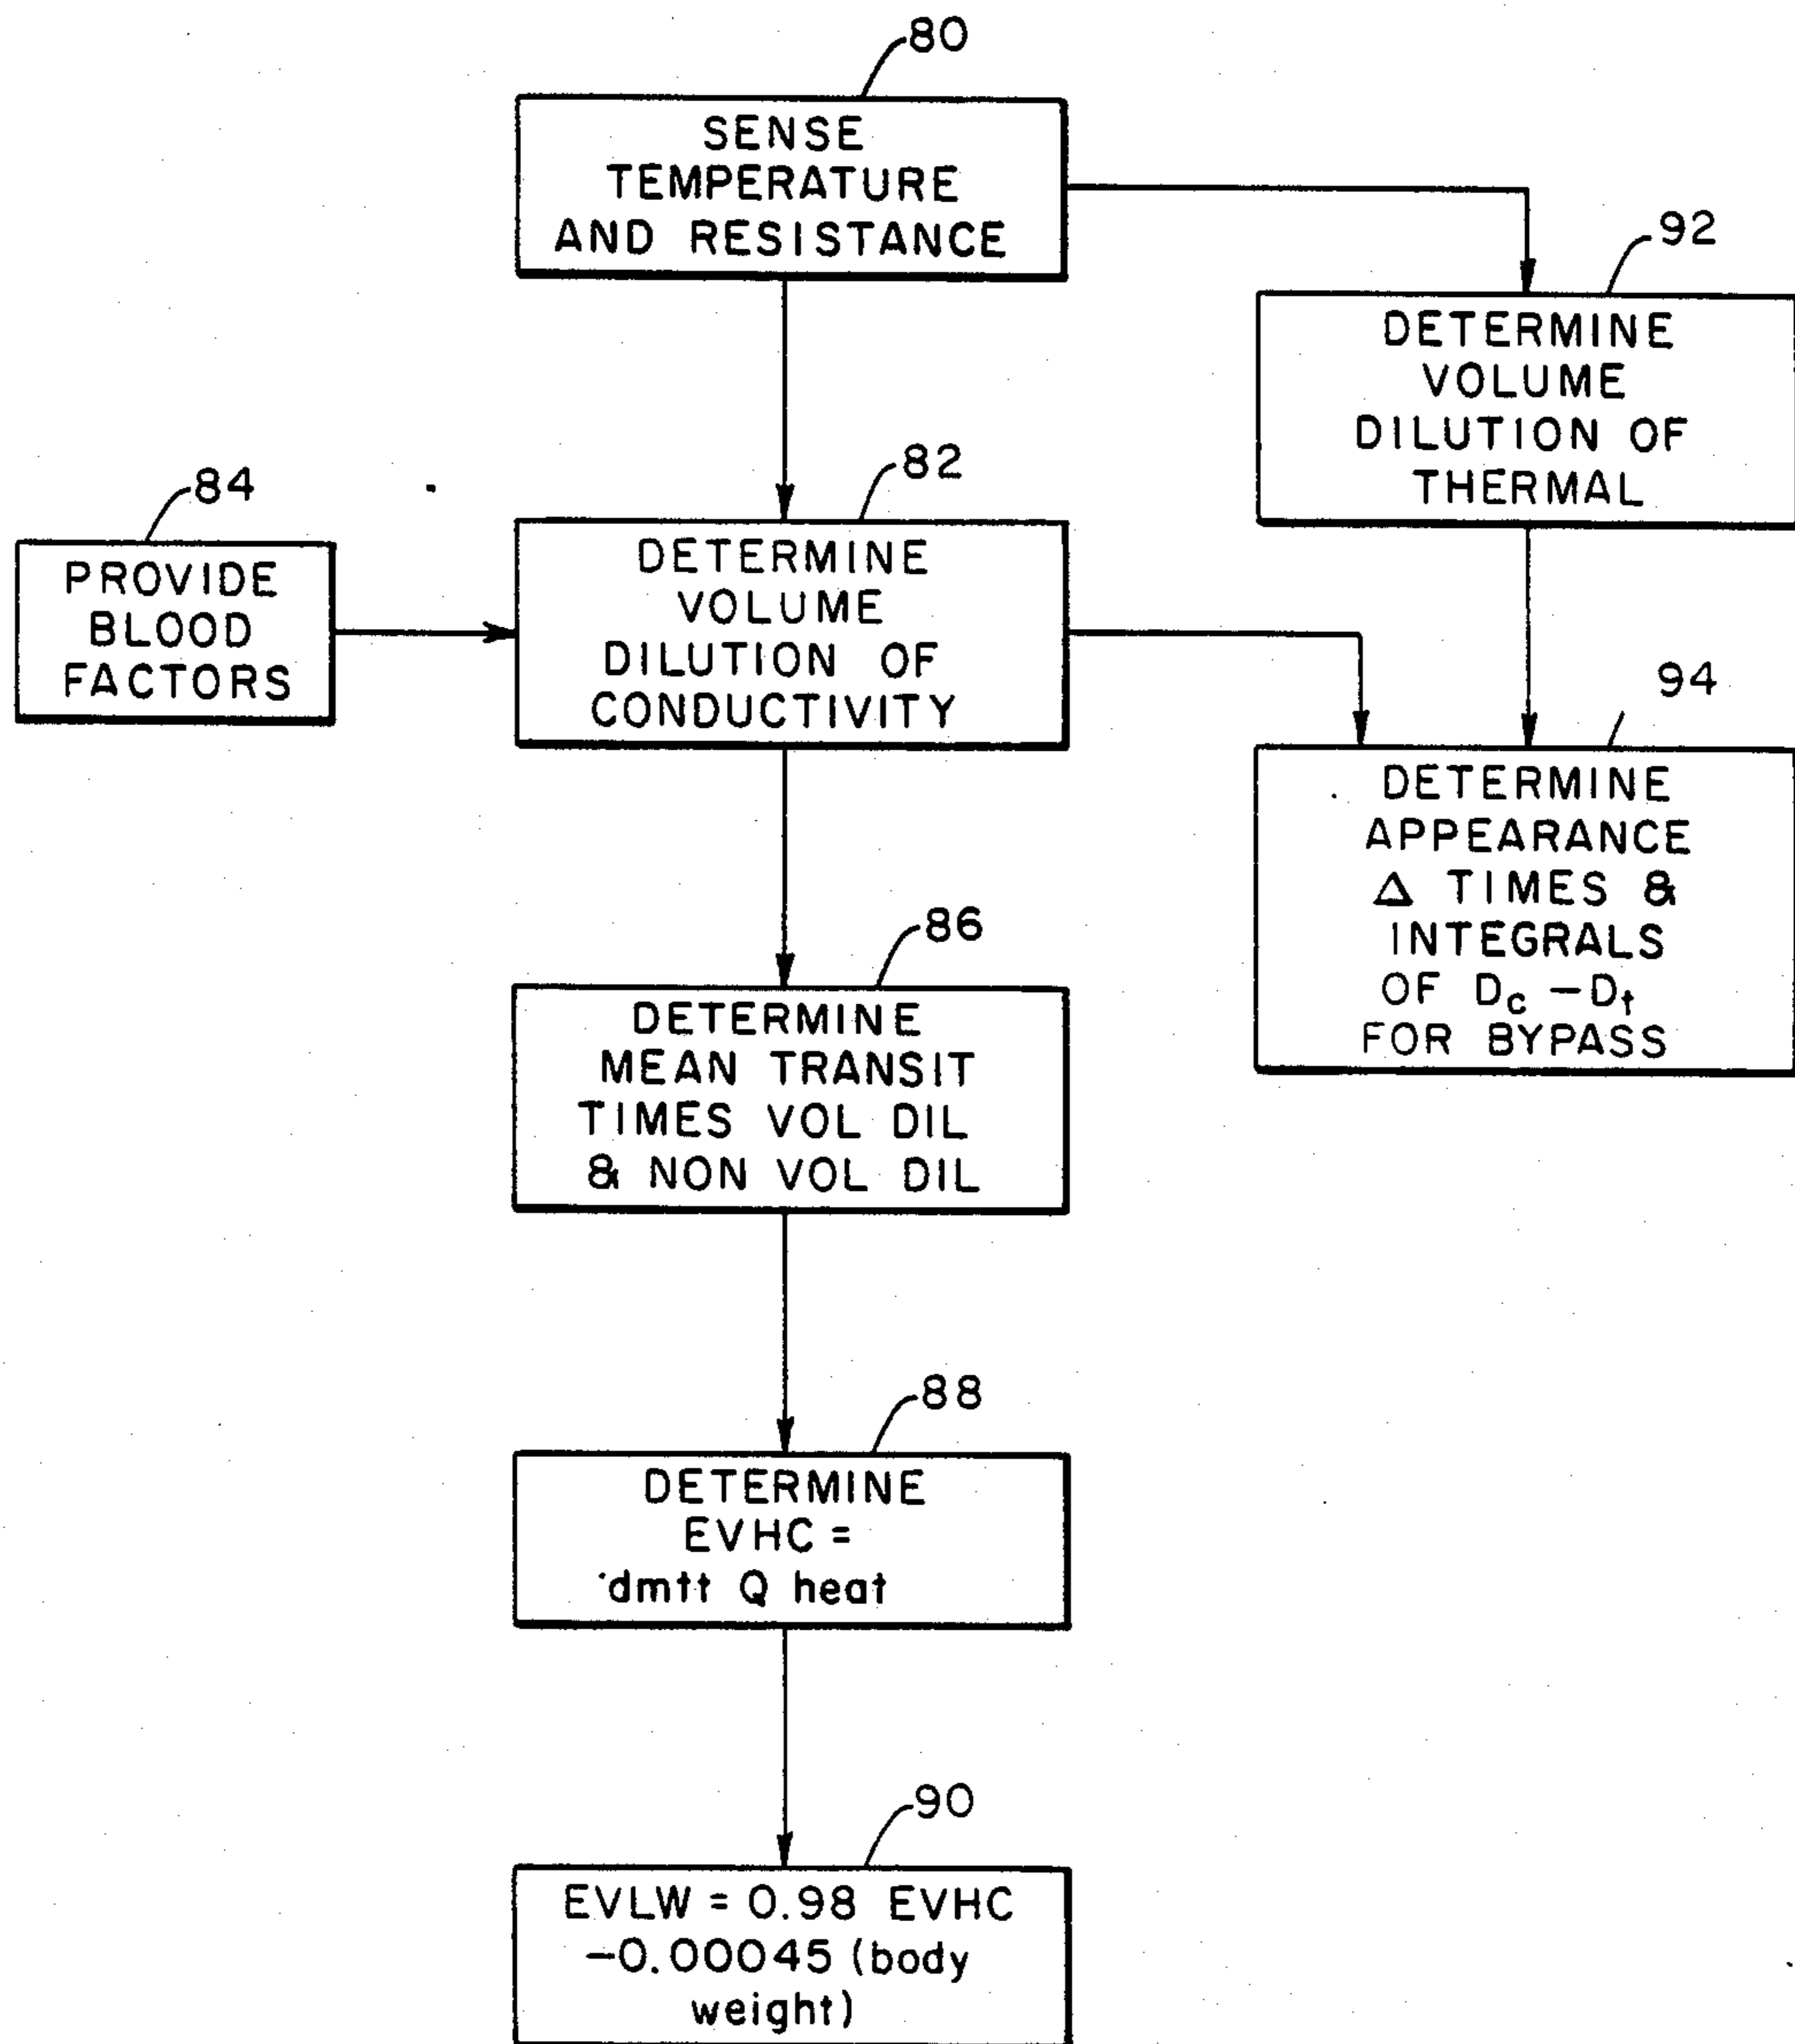 80
SENSE
TEMPERATURE
AND RESISTANCE
92
DETERMINE
VOLUME
DILUTION OF
THERMAL
84
PROVIDE
BLOOD
FACTORS
82
DETERMINE
VOLUME
DILUTION OF
CONDUCTIVITY
94
DETERMINE
APPEARANCE
Δ TIMES &
INTEGRALS
OF Dc −Dt
FOR BYPASS
86
DETERMINE
MEAN TRANSIT
TIMES VOL DIL
& NON VOL DIL
88
DETERMINE
EVHC =
dmtt Q heat
90
EVLW = 0.98 EVHC
−0.00045 (body
weight)